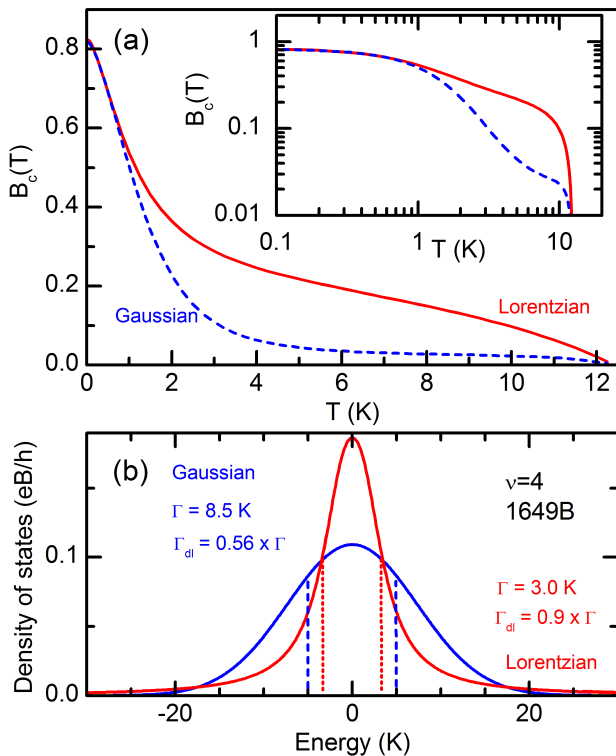 (a)
B_c(T)
0.8
0.6
0.4
0.2
0.0
0 2 4 6 8 10 12
T (K)
Gaussian
Lorentzian
B_c(T)
1
0.1
0.01
0.1 1 10
T (K)
(b)
Density of states (eB/h)
0.1
0.0
Gaussian
Γ = 8.5 K
Γ_dl = 0.56 x Γ
ν=4
1649B
Γ = 3.0 K
Γ_dl = 0.9 x Γ
Lorentzian
-20 0 20
Energy (K)